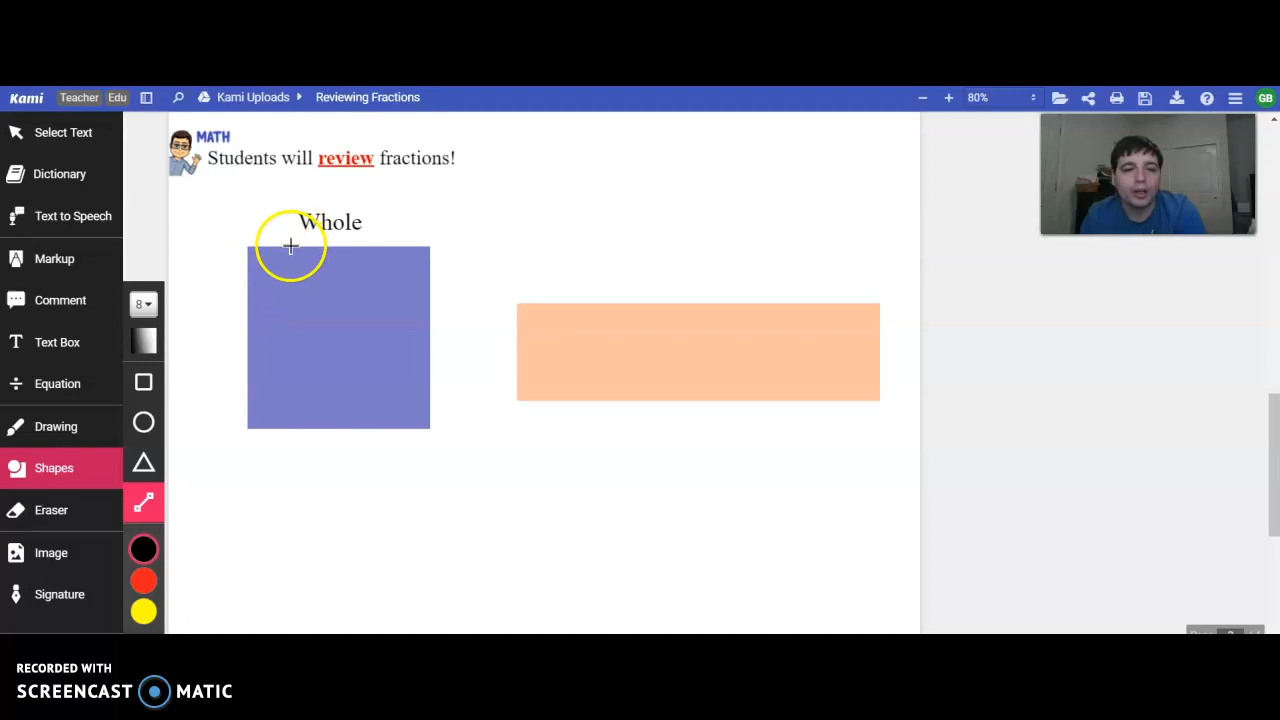 Kami Teacher Edu Kami Uploads Reviewing Fractions 80% GB
Select Text
Dictionary
Text to Speech
Markup
Comment
Text Box
Equation
Drawing
Shapes
Eraser
Image
Signature
8
MATH
Students will review fractions!
Whole
RECORDED WITH
SCREENCAST MATIC